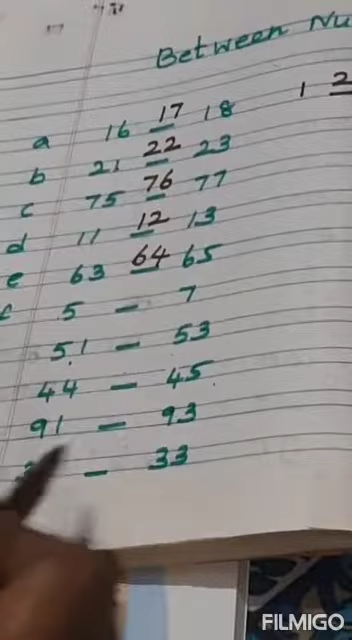 Between Nu
1 2
a 16 17 18
b 21 22 23
c 75 76 77
d 11 12 13
e 63 64 65
f 5 — 7
51 — 53
44 — 45
91 — 93
— 33
FILMIGO